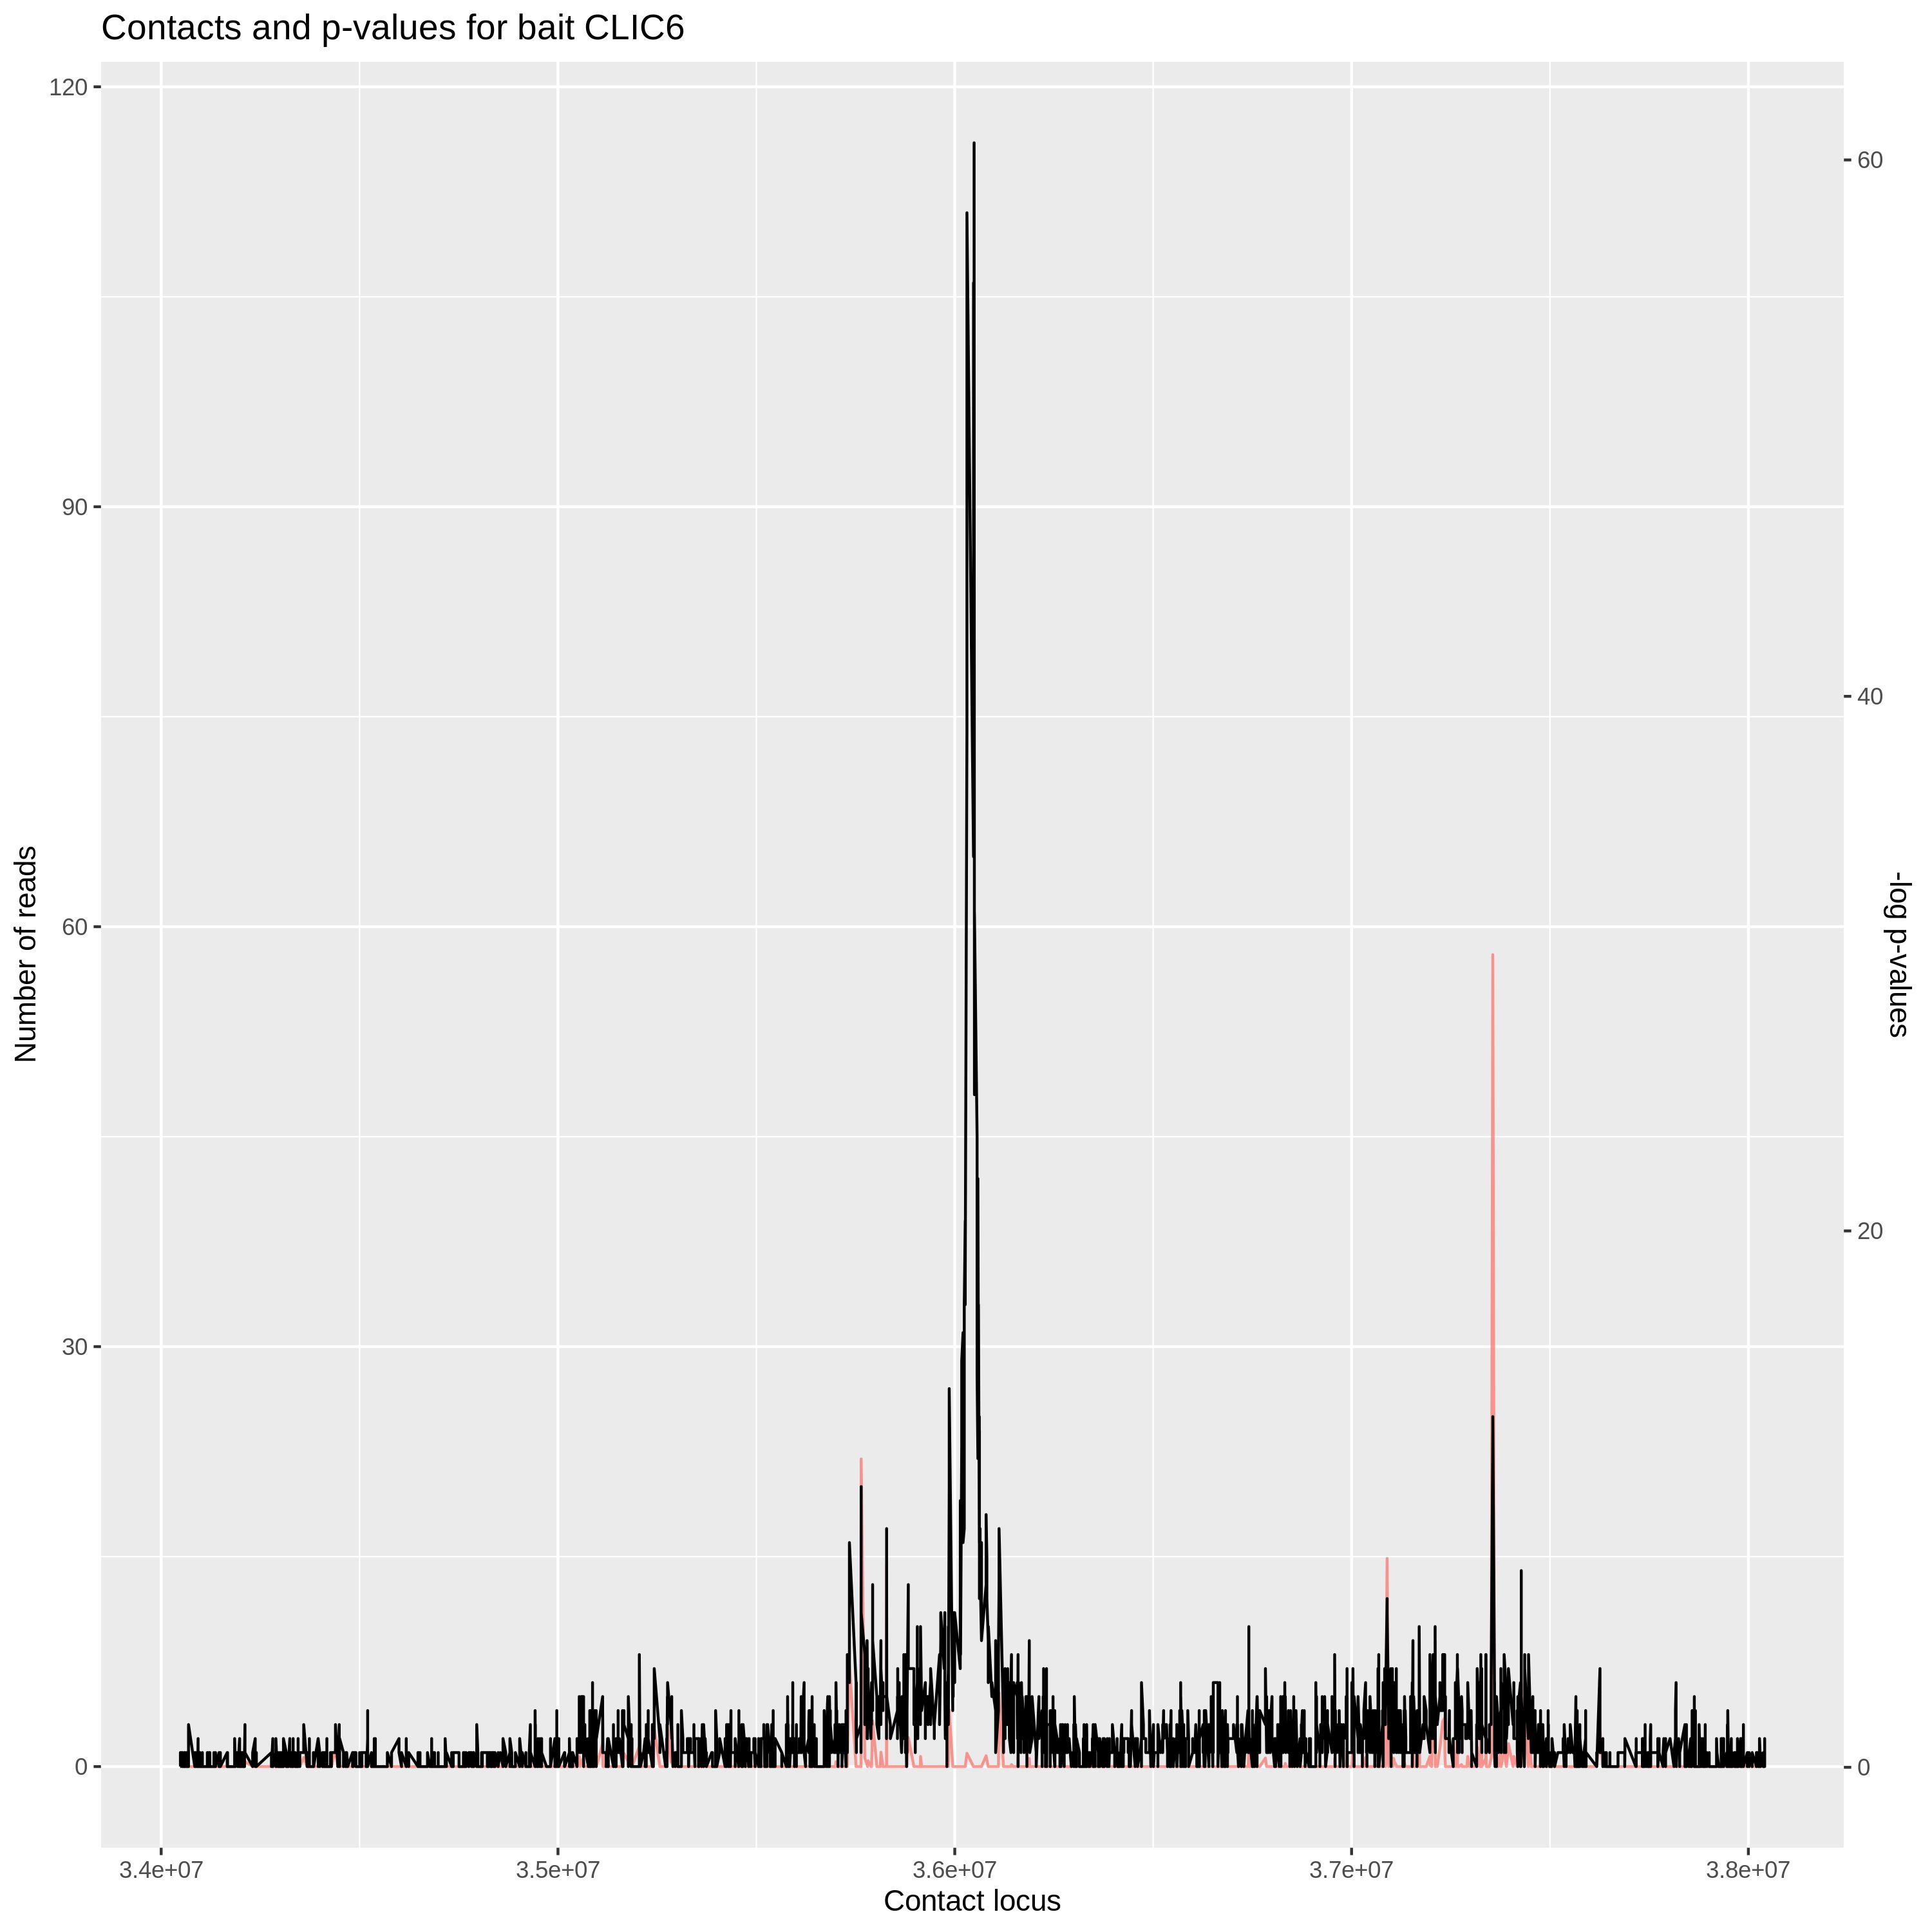 Contacts and p-values for bait CLIC6
120
90
60
30
0
Number of reads
60
40
20
0
-log p-values
3.4e+07
3.5e+07
3.6e+07
3.7e+07
3.8e+07
Contact locus